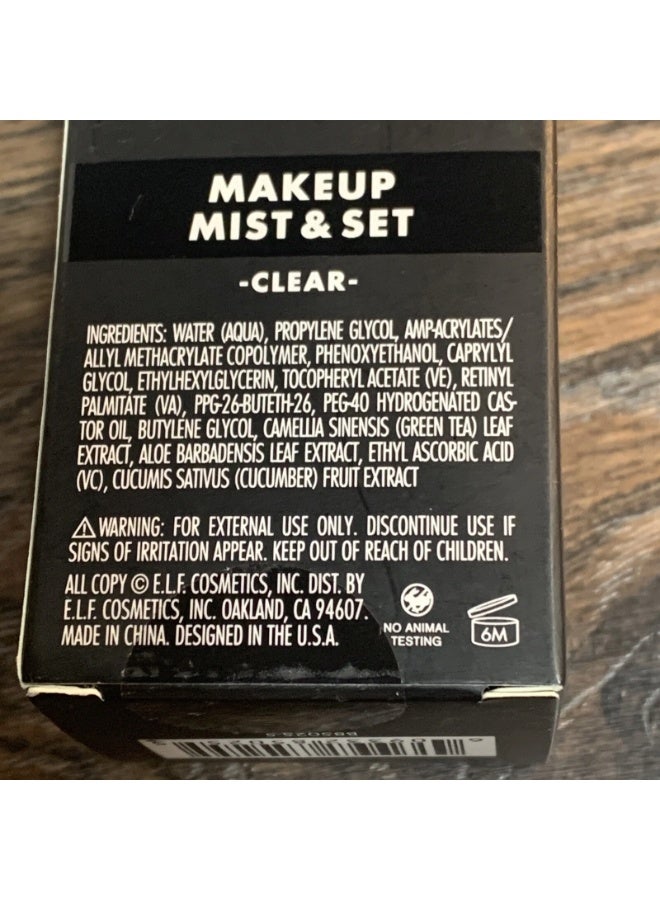 MAKEUP
MIST & SET
-CLEAR-
INGREDIENTS: WATER (AQUA), PROPYLENE GLYCOL, AMP-ACRYLATES/
ALLYL METHACRYLATE COPOLYMER, PHENOXYETHANOL, CAPRYLYL
GLYCOL, ETHYLHEXYLGLYCERIN, TOCOPHERYL ACETATE (VE), RETINYL
PALMITATE (VA), PPG-26-BUTETH-26, PEG-40 HYDROGENATED CAS-
TOR OIL, BUTYLENE GLYCOL, CAMELLIA SINENSIS (GREEN TEA) LEAF
EXTRACT, ALOE BARBADENSIS LEAF EXTRACT, ETHYL ASCORBIC ACID
(VC), CUCUMIS SATIVUS (CUCUMBER) FRUIT EXTRACT
⚠ WARNING: FOR EXTERNAL USE ONLY. DISCONTINUE USE IF
SIGNS OF IRRITATION APPEAR. KEEP OUT OF REACH OF CHILDREN.
ALL COPY © E.L.F. COSMETICS, INC. DIST. BY
E.L.F. COSMETICS, INC. OAKLAND, CA 94607.
MADE IN CHINA. DESIGNED IN THE U.S.A.
NO ANIMAL
TESTING
6M